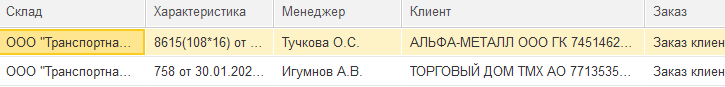 Склад Характеристика Менеджер Клиент Заказ
ООО "Транспортна... 8615(108*16) от ... Тучкова О.С. АЛЬФА-МЕТАЛЛ ООО ГК 7451462... Заказ клиен
ООО "Транспортна... 758 от 30.01.202... Игумнов А.В. ТОРГОВЫЙ ДОМ ТМХ АО 7713535... Заказ клиен